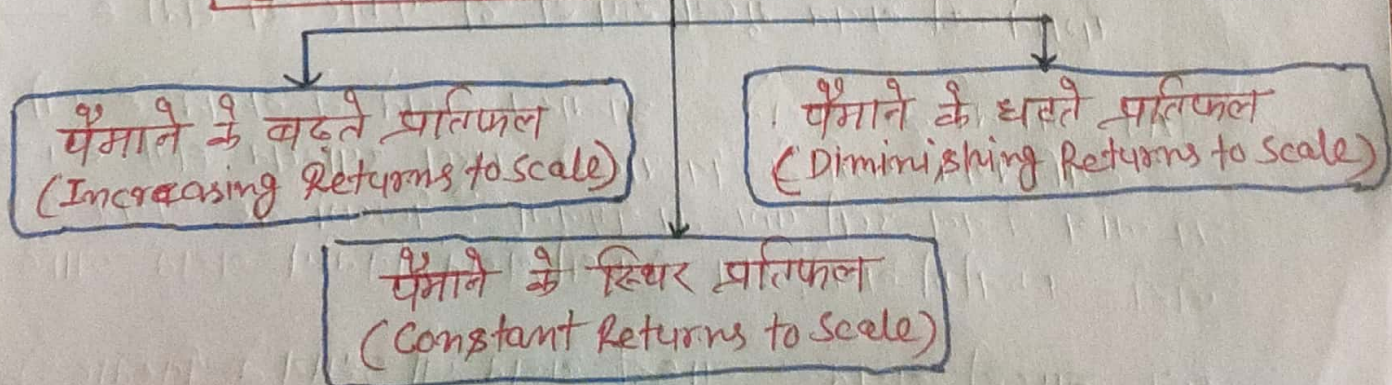 पैमाने के बढ़ते प्रतिफल
(Increasing Returns to Scale)
पैमाने के घटते प्रतिफल
(Diminishing Returns to Scale)
पैमाने के स्थिर प्रतिफल
(Constant Returns to Scale)